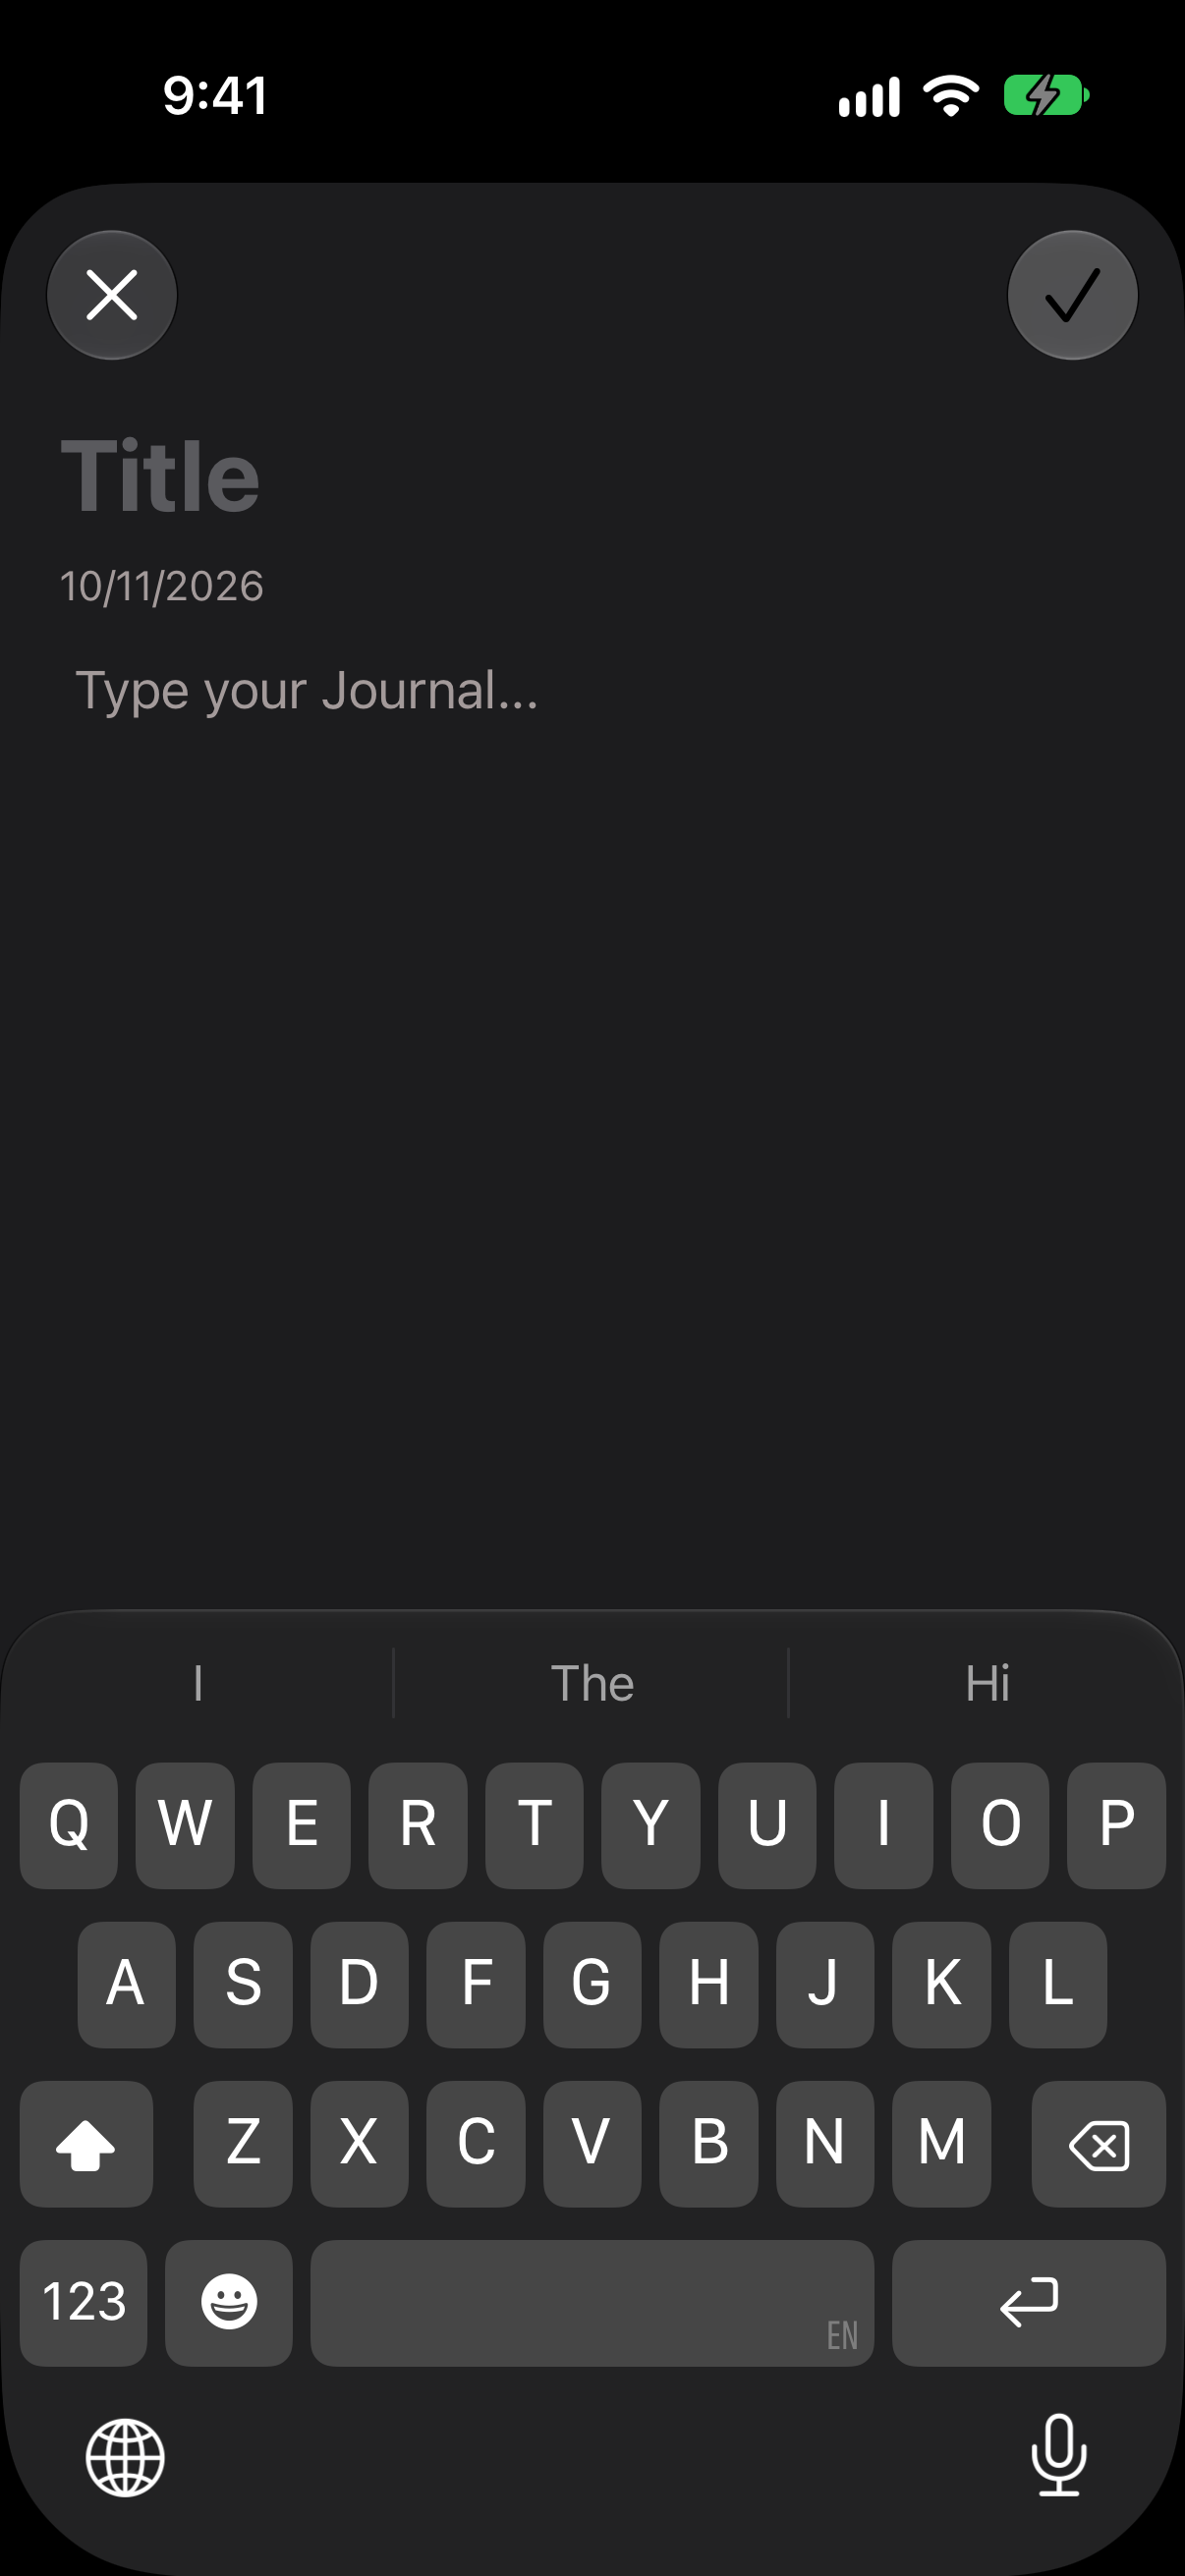 9:41
Title
10/11/2026
Type your Journal...
I The Hi
Q W E R T Y U I O P
A S D F G H J K L
Z X C V B N M
123 EN